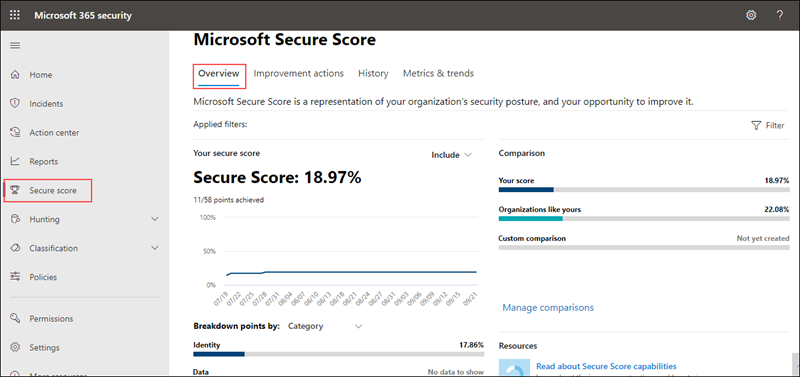 Microsoft 365 security
Home
Incidents
Action center
Reports
Secure score
Hunting
Classification
Policies
Permissions
Settings
More resources
Microsoft Secure Score
Overview Improvement actions History Metrics & trends
Microsoft Secure Score is a representation of your organization's security posture, and your opportunity to improve it.
Applied filters: Filter
Your secure score Include
Secure Score: 18.97%
11/58 points achieved
100%
50%
0%
07/19 07/22 07/25 07/28 07/31 08/04 08/07 08/10 08/13 08/16 08/19 08/22 08/25 08/28 08/31 09/03 09/06 09/09 09/12 09/15 09/21
Breakdown points by: Category
Identity 17.86%
Data No data to show
Comparison
Your score 18.97%
Organizations like yours 22.08%
Custom comparison Not yet created
Manage comparisons
Resources
Read about Secure Score capabilities